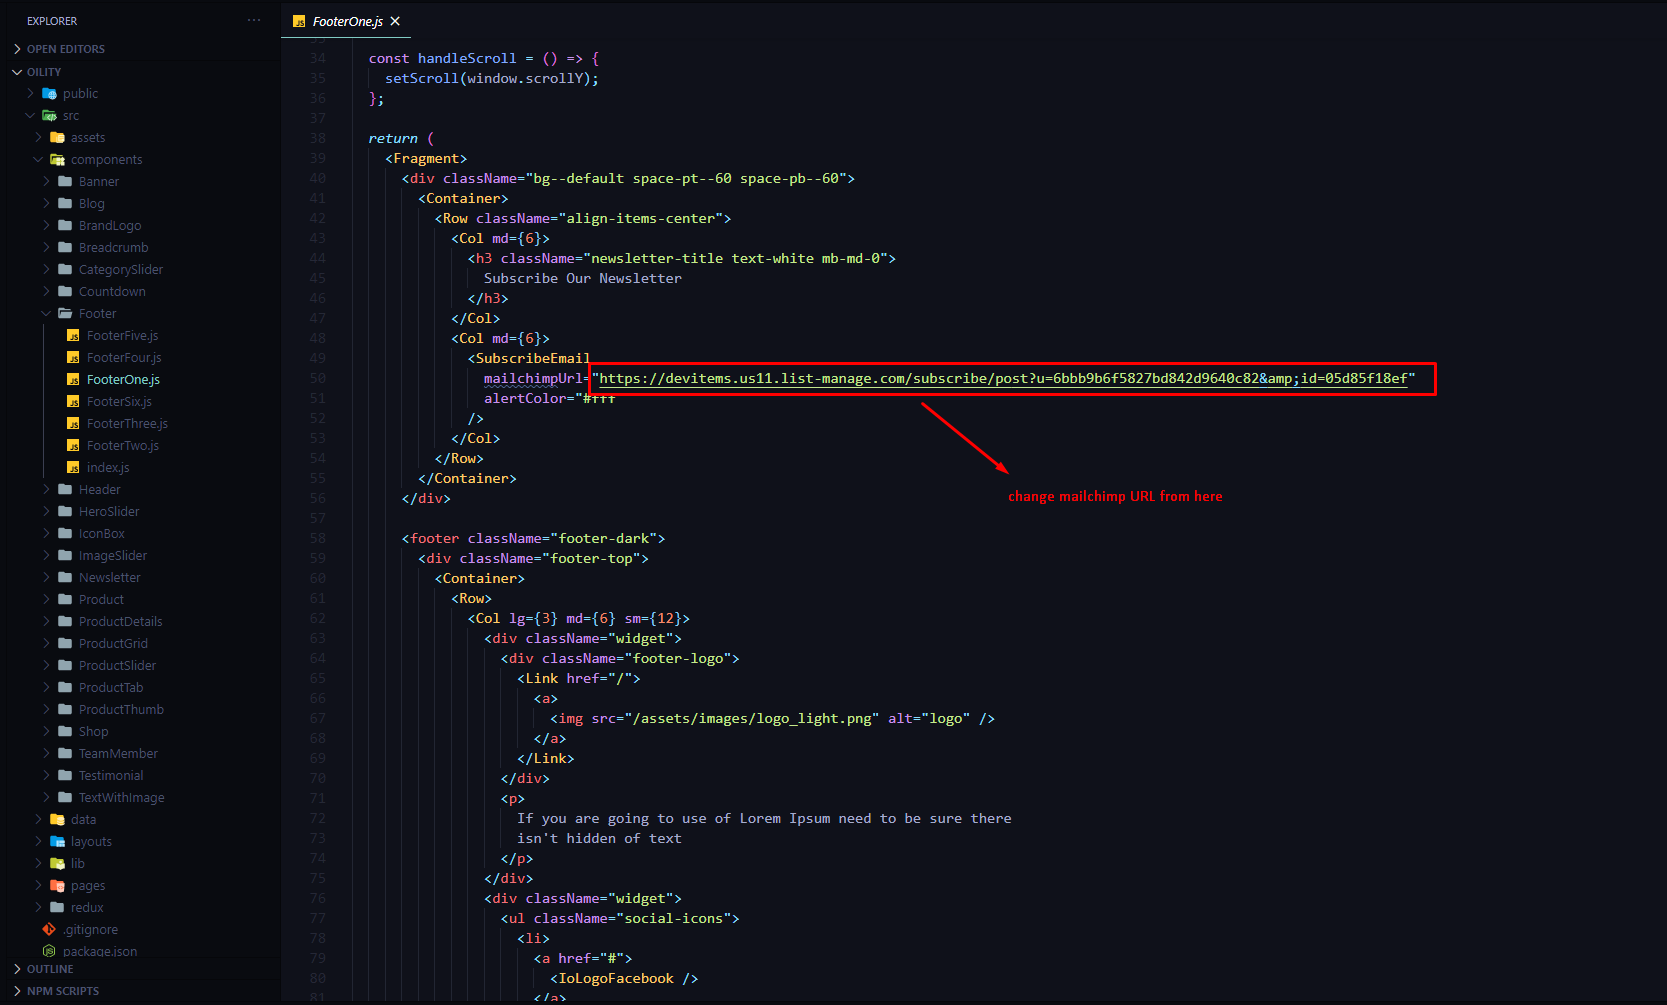 EXPLORER
OPEN EDITORS
OILITY
public
src
assets
components
Banner
Blog
BrandLogo
Breadcrumb
CategorySlider
Countdown
Footer
FooterFive.js
FooterFour.js
FooterOne.js
FooterSix.js
FooterThree.js
FooterTwo.js
index.js
Header
HeroSlider
IconBox
ImageSlider
Newsletter
Product
ProductDetails
ProductGrid
ProductSlider
ProductTab
ProductThumb
Shop
TeamMember
Testimonial
TextWithImage
data
layouts
lib
pages
redux
.gitignore
package.json
OUTLINE
NPM SCRIPTS
JS FooterOne.js
33
34 const handleScroll = () => {
35 setScroll(window.scrollY);
36 };
37
38 return (
39 <Fragment>
40 <div className="bg--default space-pt--60 space-pb--60">
41 <Container>
42 <Row className="align-items-center">
43 <Col md={6}>
44 <h3 className="newsletter-title text-white mb-md-0">
45 Subscribe Our Newsletter
46 </h3>
47 </Col>
48 <Col md={6}>
49 <SubscribeEmail
50 mailchimpUrl="https://devitems.us11.list-manage.com/subscribe/post?u=6bbb9b6f5827bd842d9640c82&amp;id=05d85f18ef"
51 alertColor="#fff
52 />
53 </Col>
54 </Row>
55 </Container>
56 </div>
change mailchimp URL from here
57
58 <footer className="footer-dark">
59 <div className="footer-top">
60 <Container>
61 <Row>
62 <Col lg={3} md={6} sm={12}>
63 <div className="widget">
64 <div className="footer-logo">
65 <Link href="/">
66 <a>
67 <img src="/assets/images/logo_light.png" alt="logo" />
68 </a>
69 </Link>
70 </div>
71 <p>
72 If you are going to use of Lorem Ipsum need to be sure there
73 isn't hidden of text
74 </p>
75 </div>
76 <div className="widget">
77 <ul className="social-icons">
78 <li>
79 <a href="#">
80 <IoLogoFacebook />
81 </a>